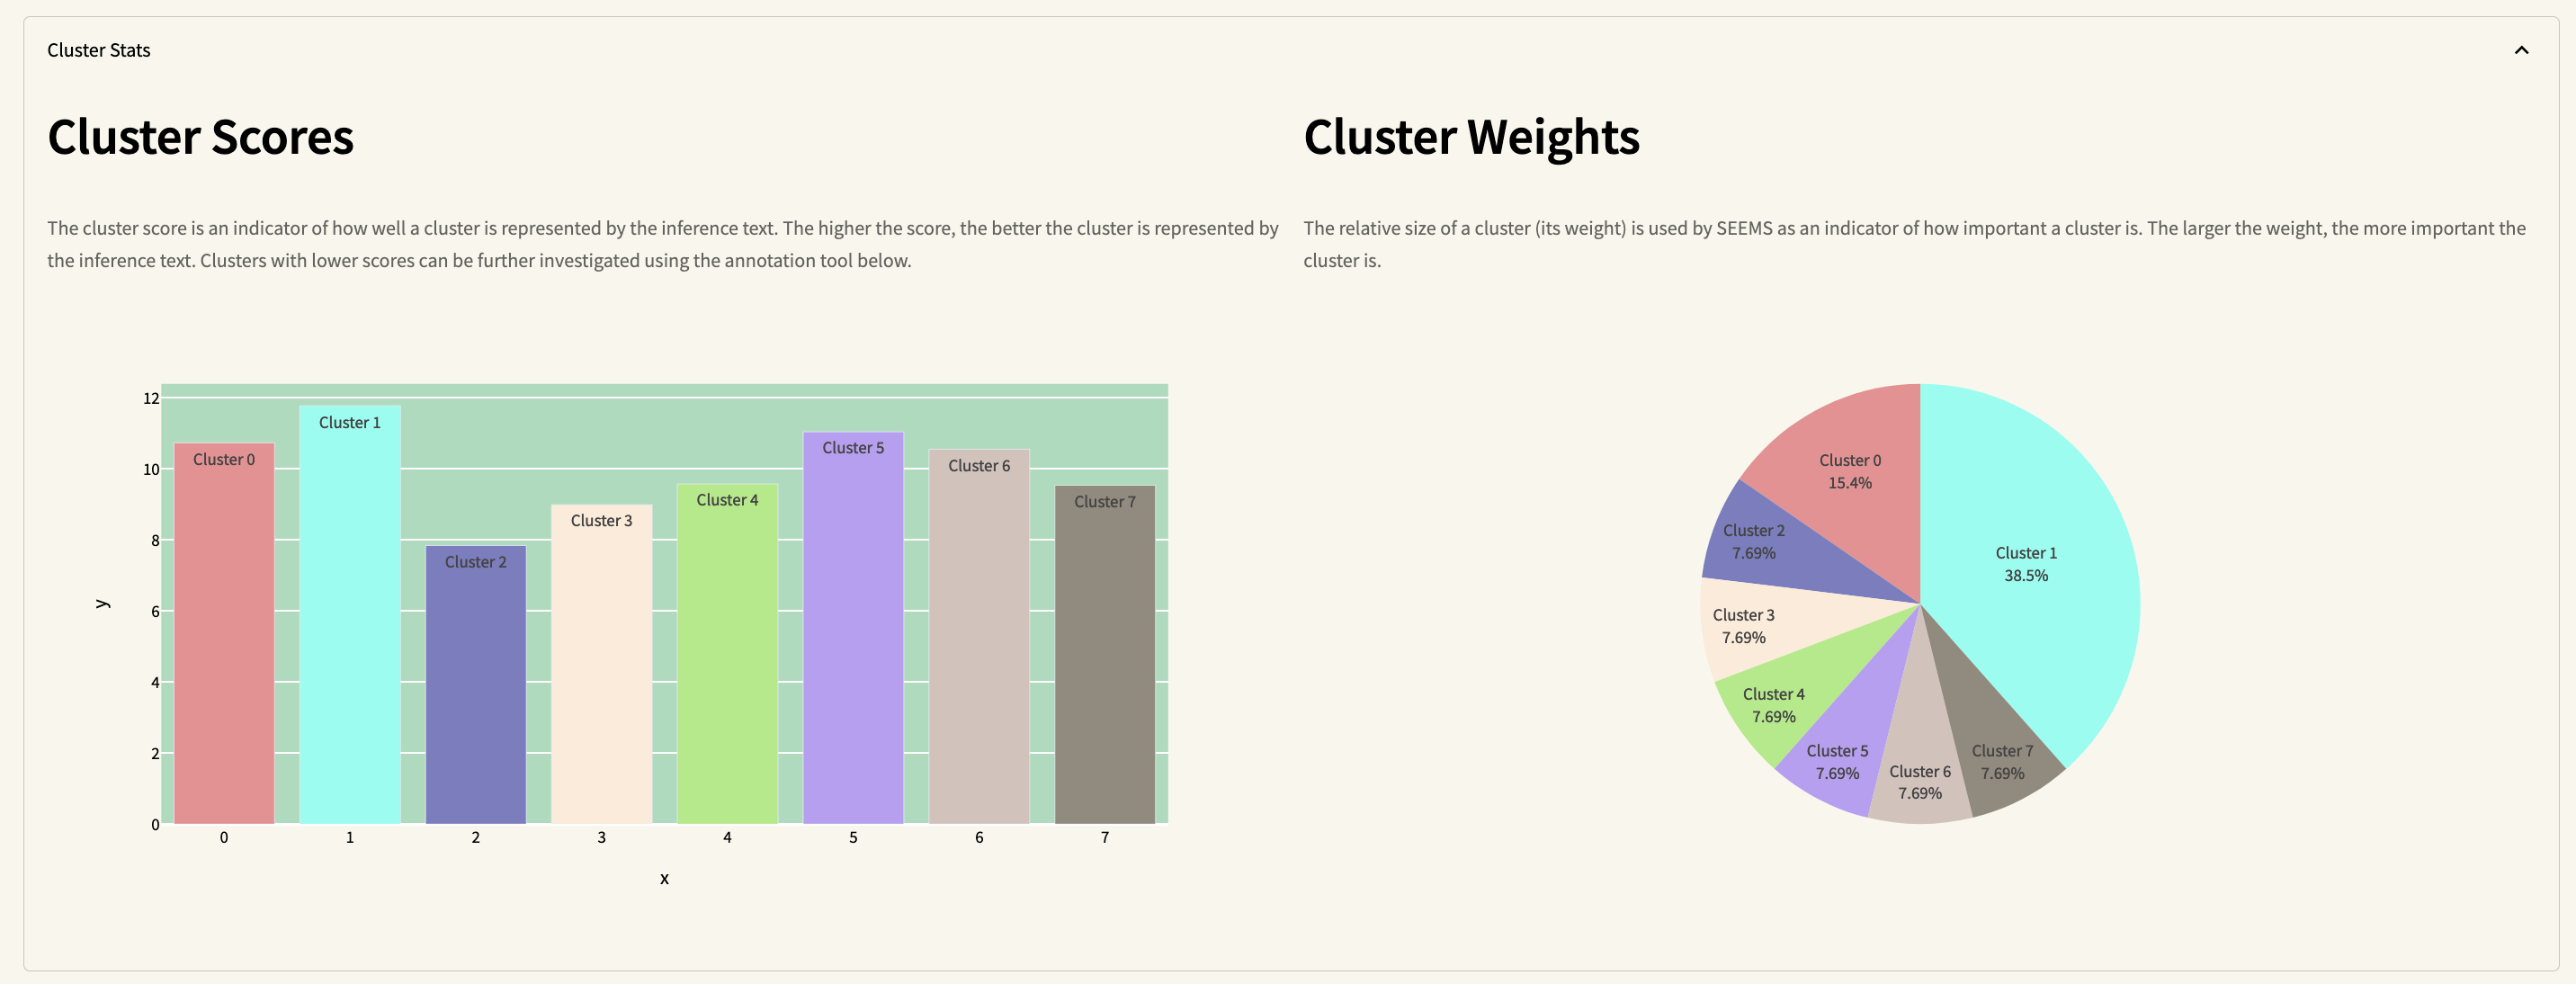 Cluster Stats
Cluster Scores
The cluster score is an indicator of how well a cluster is represented by the inference text. The higher the score, the better the cluster is represented by
the inference text. Clusters with lower scores can be further investigated using the annotation tool below.
12
10
8
6
4
2
0
y
Cluster 0
Cluster 1
Cluster 2
Cluster 3
Cluster 4
Cluster 5
Cluster 6
Cluster 7
0 1 2 3 4 5 6 7
x
Cluster Weights
The relative size of a cluster (its weight) is used by SEEMS as an indicator of how important a cluster is. The larger the weight, the more important the
cluster is.
Cluster 0
15.4%
Cluster 1
38.5%
Cluster 2
7.69%
Cluster 3
7.69%
Cluster 4
7.69%
Cluster 5
7.69%
Cluster 6
7.69%
Cluster 7
7.69%